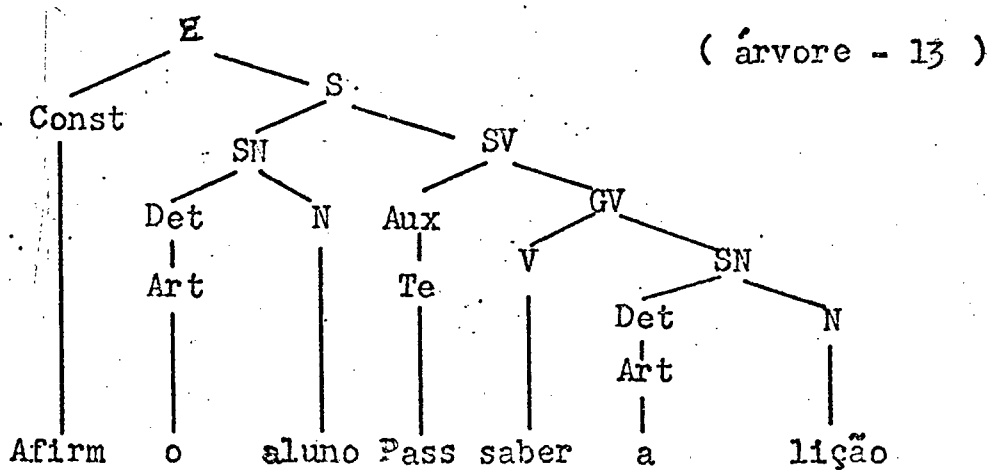 E ( árvore - 13 )
Const S.
SN SV
Det N Aux GV
Art Te V SN
Det N
Art
Afirm o aluno Pass saber a lição